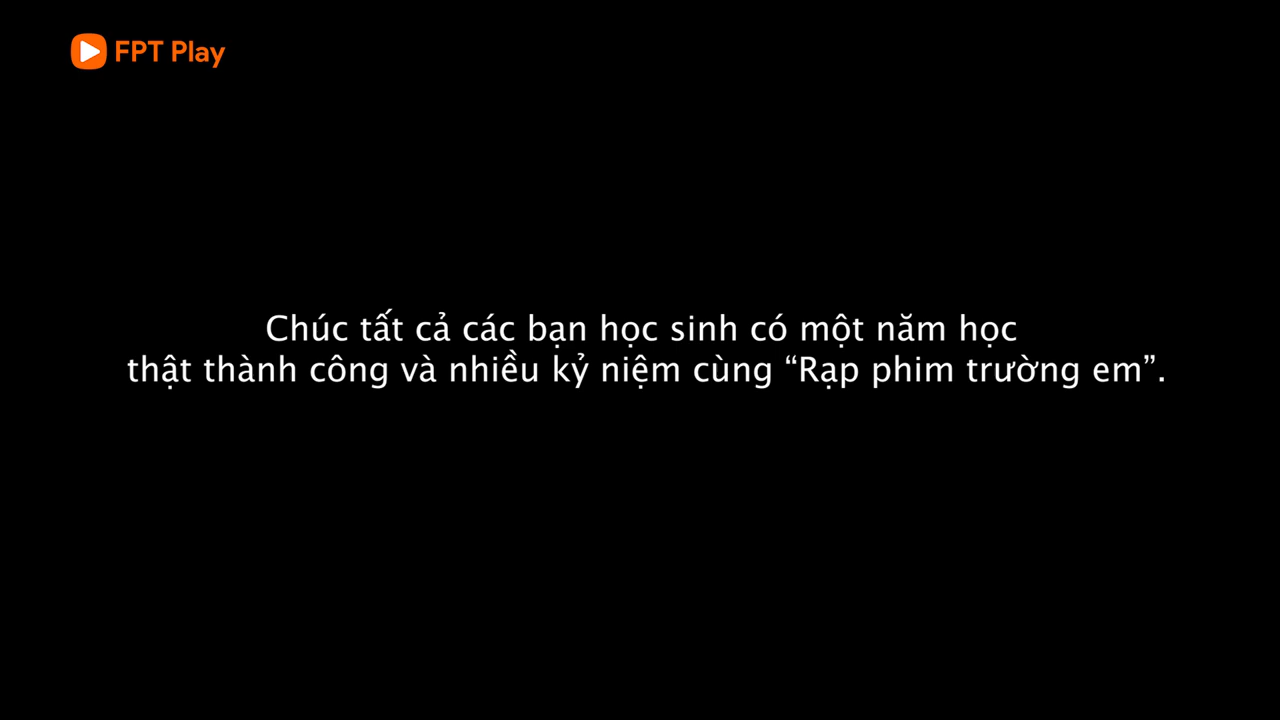 FPT Play
Chúc tất cả các bạn học sinh có một năm học
thật thành công và nhiều kỷ niệm cùng “Rạp phim trường em”.